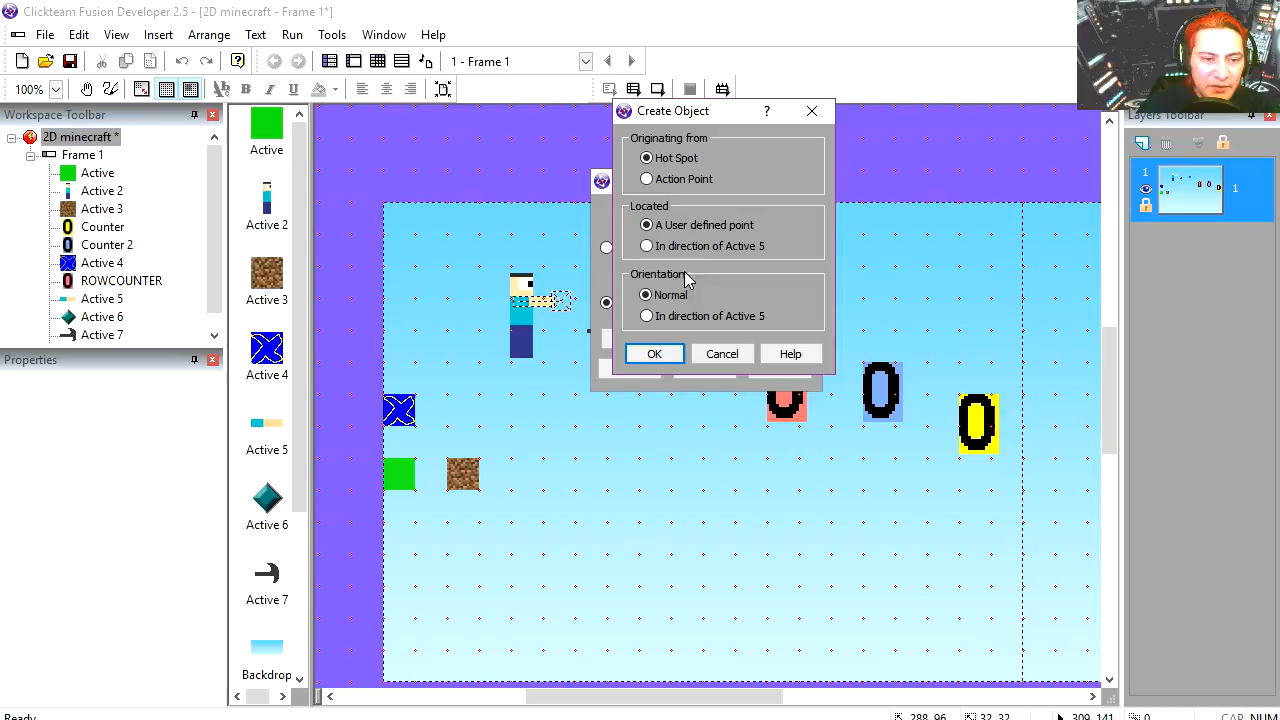 Clickteam Fusion Developer 2.5 - [2D minecraft - Frame 1*]
File Edit View Insert Arrange Text Run Tools Window Help
1 - Frame 1
100%
Workspace Toolbar
2D minecraft *
Frame 1
Active
Active 2
Active 3
Counter
Counter 2
Active 4
ROWCOUNTER
Active 5
Active 6
Active 7
Properties
Active
Active 2
Active 3
Active 4
Active 5
Active 6
Active 7
Backdrop
Create Object
?
Originating from
Hot Spot
Action Point
Located
A User defined point
In direction of Active 5
Orientation
Normal
In direction of Active 5
OK Cancel Help
0
0
0
Layers Toolbar
1
1
Ready
288, 96 32, 32 309, 141 0 CAP NUM